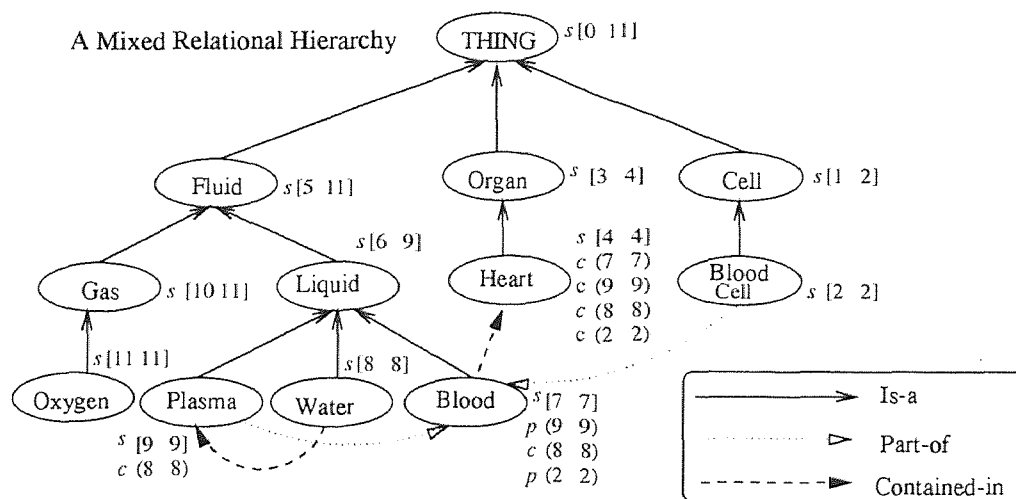 A Mixed Relational Hierarchy
THING
s [0 11]
Fluid
s [5 11]
Organ
s [3 4]
Cell
s [1 2]
Gas
s [10 11]
Liquid
s [6 9]
Heart
s [4 4]
c (7 7)
c (9 9)
c (8 8)
c (2 2)
Blood
Cell
s [2 2]
Oxygen
s [11 11]
Plasma
s [9 9]
c (8 8)
Water
s [8 8]
Blood
s [7 7]
p (9 9)
c (8 8)
p (2 2)
Is-a
Part-of
Contained-in